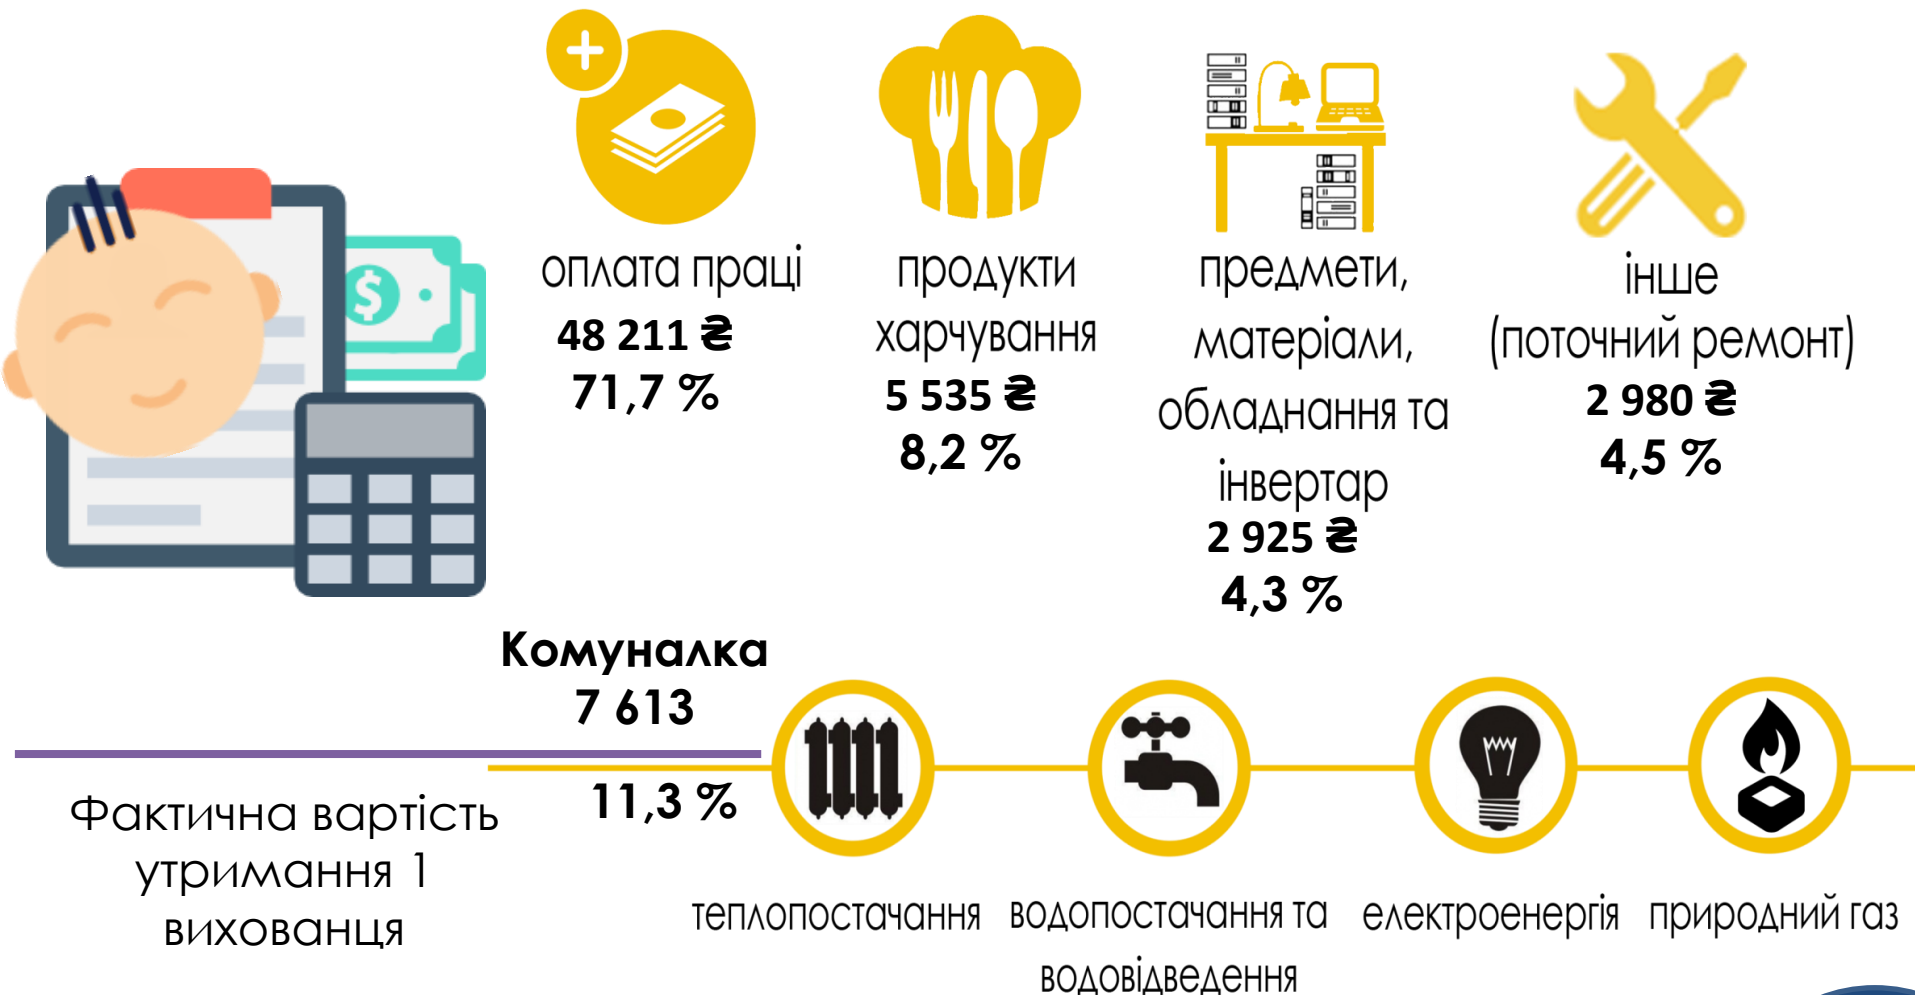 оплата праці
48 211 ₴
71,7 %
продукти
харчування
5 535 ₴
8,2 %
предмети,
матеріали,
обладнання та
інвертар
2 925 ₴
4,3 %
інше
(поточний ремонт)
2 980 ₴
4,5 %
Комуналка
7 613
11,3 %
Фактична вартість
утримання 1
вихованця
теплопостачання
водопостачання та
водовідведення
електроенергія
природний газ